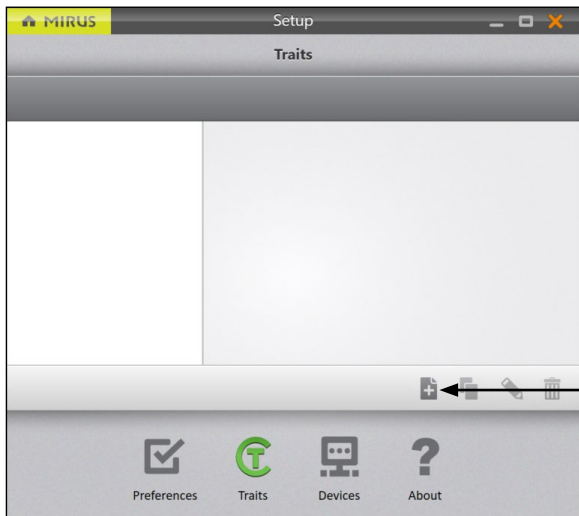 MIRUS
Setup
Traits
Preferences
Traits
Devices
About